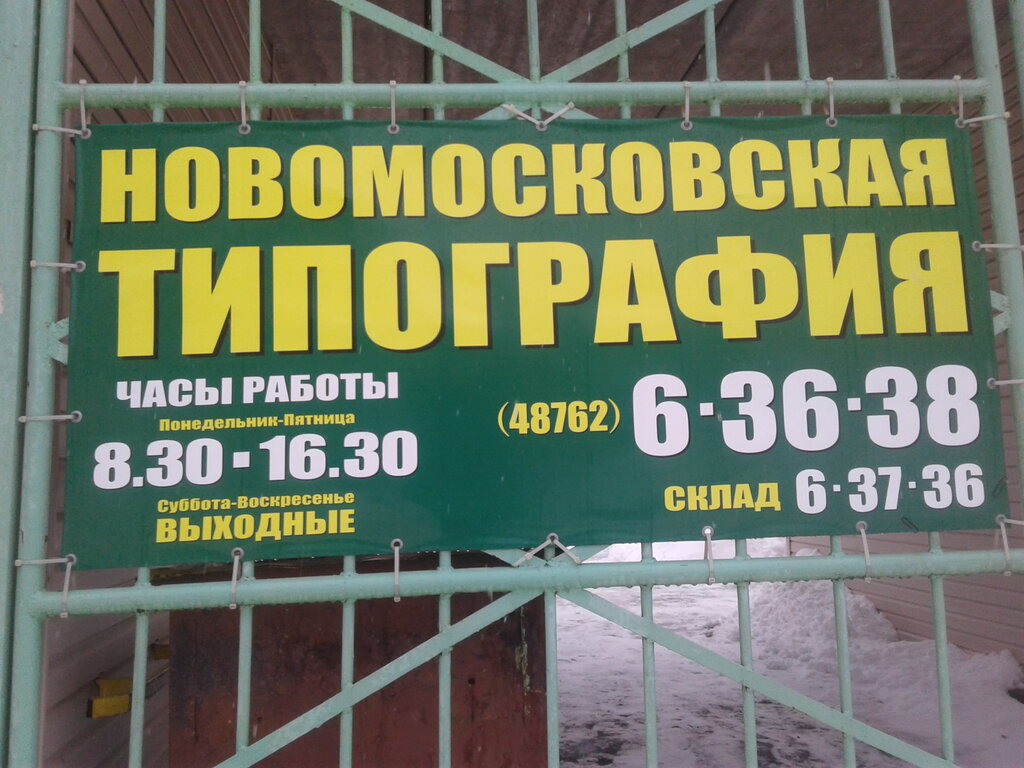 НОВОМОСКОВСКАЯ
ТИПОГРАФИЯ
ЧАСЫ РАБОТЫ
Понедельник-Пятница
8.30 - 16.30
Суббота-Воскресенье
ВЫХОДНЫЕ
(48762) 6·36·38
СКЛАД 6·37·36